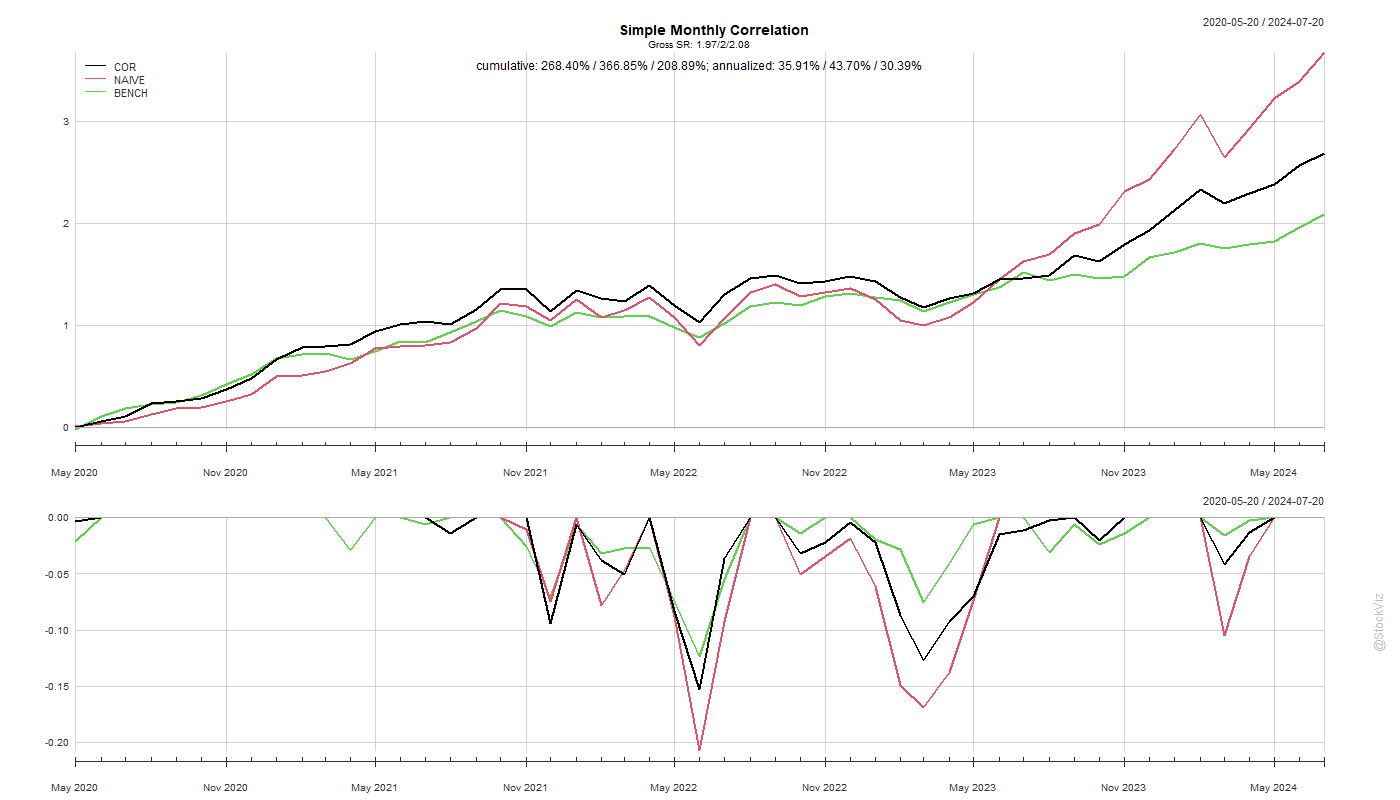 2020-05-20 / 2024-07-20
Simple Monthly Correlation
Gross SR: 1.97/2/2.08
cumulative: 268.40% / 366.85% / 208.89%; annualized: 35.91% / 43.70% / 30.39%
COR
NAIVE
BENCH
3
2
1
0
May 2020 Nov 2020 May 2021 Nov 2021 May 2022 Nov 2022 May 2023 Nov 2023 May 2024
2020-05-20 / 2024-07-20
0.00
-0.05
-0.10
-0.15
-0.20
May 2020 Nov 2020 May 2021 Nov 2021 May 2022 Nov 2022 May 2023 Nov 2023 May 2024
@StockViz